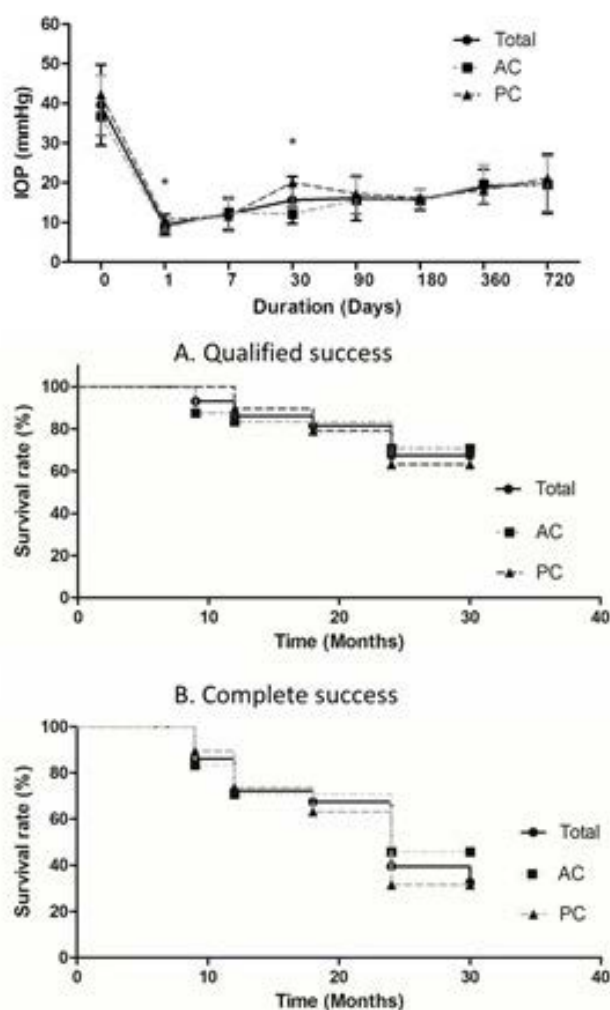 60
50
40
30
20
10
0
IOP (mmHg)
Total
AC
PC
*
*
0 1 7 30 90 180 360 720
Duration (Days)
A. Qualified success
100
80
60
40
20
0
Survival rate (%)
Total
AC
PC
0 10 20 30 40
Time (Months)
B. Complete success
100
80
60
40
20
0
Survival rate (%)
Total
AC
PC
0 10 20 30 40
Time (Months)